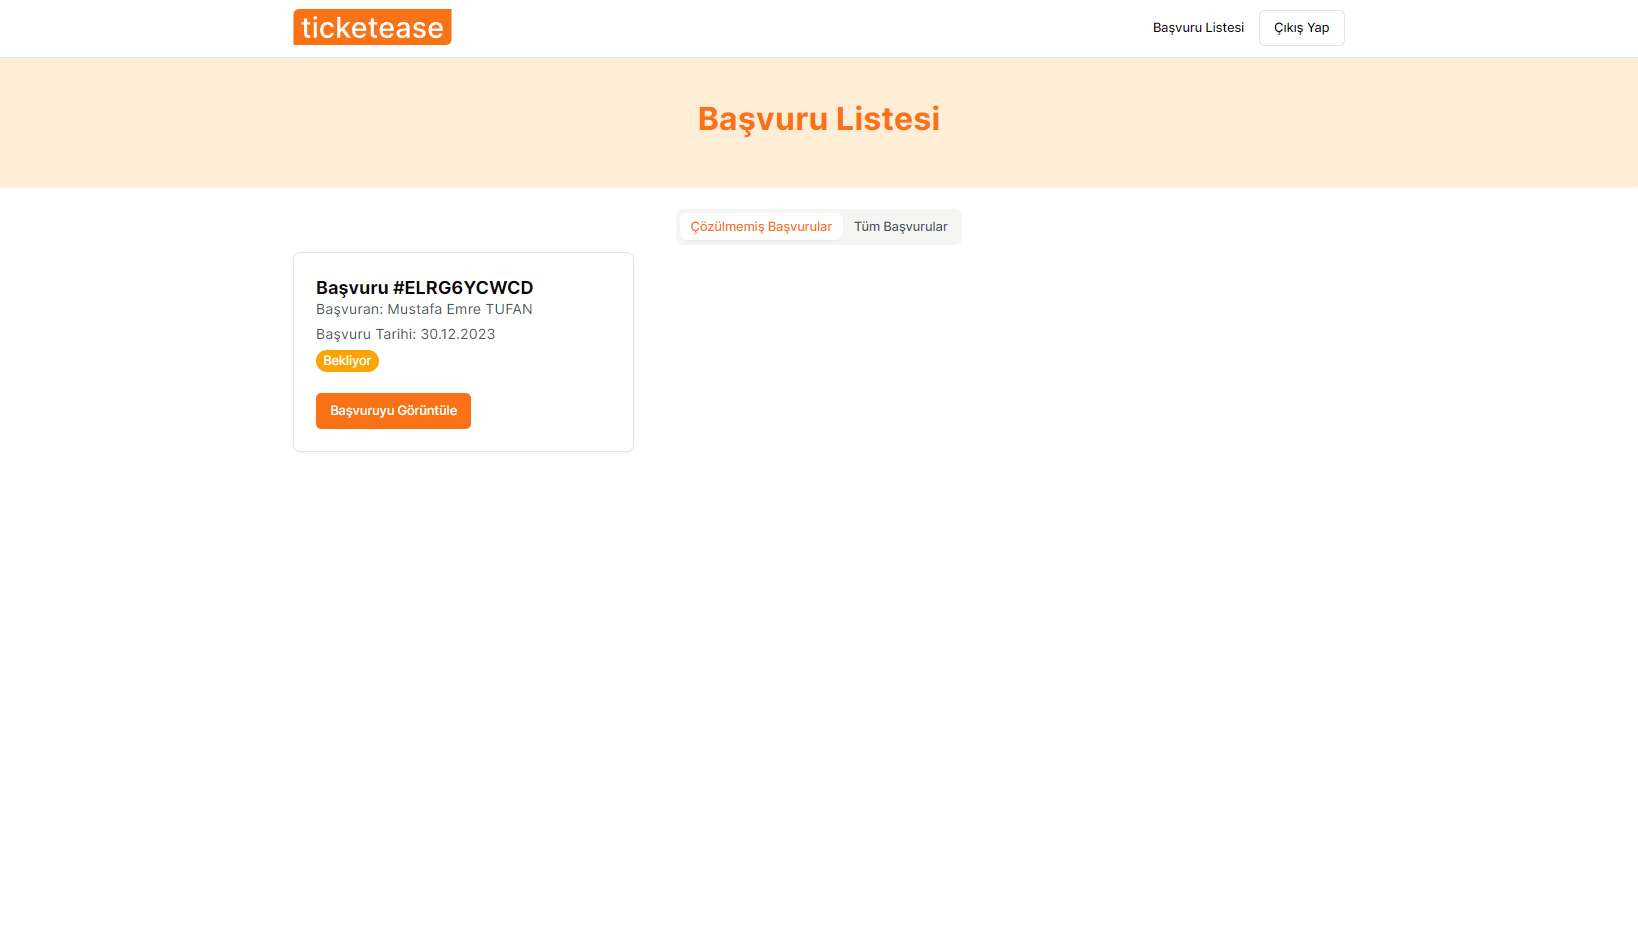 ticketease
Başvuru Listesi
Çıkış Yap
Başvuru Listesi
Çözülmemiş Başvurular
Tüm Başvurular
Başvuru #ELRG6YCWCD
Başvuran: Mustafa Emre TUFAN
Başvuru Tarihi: 30.12.2023
Bekliyor
Başvuruyu Görüntüle